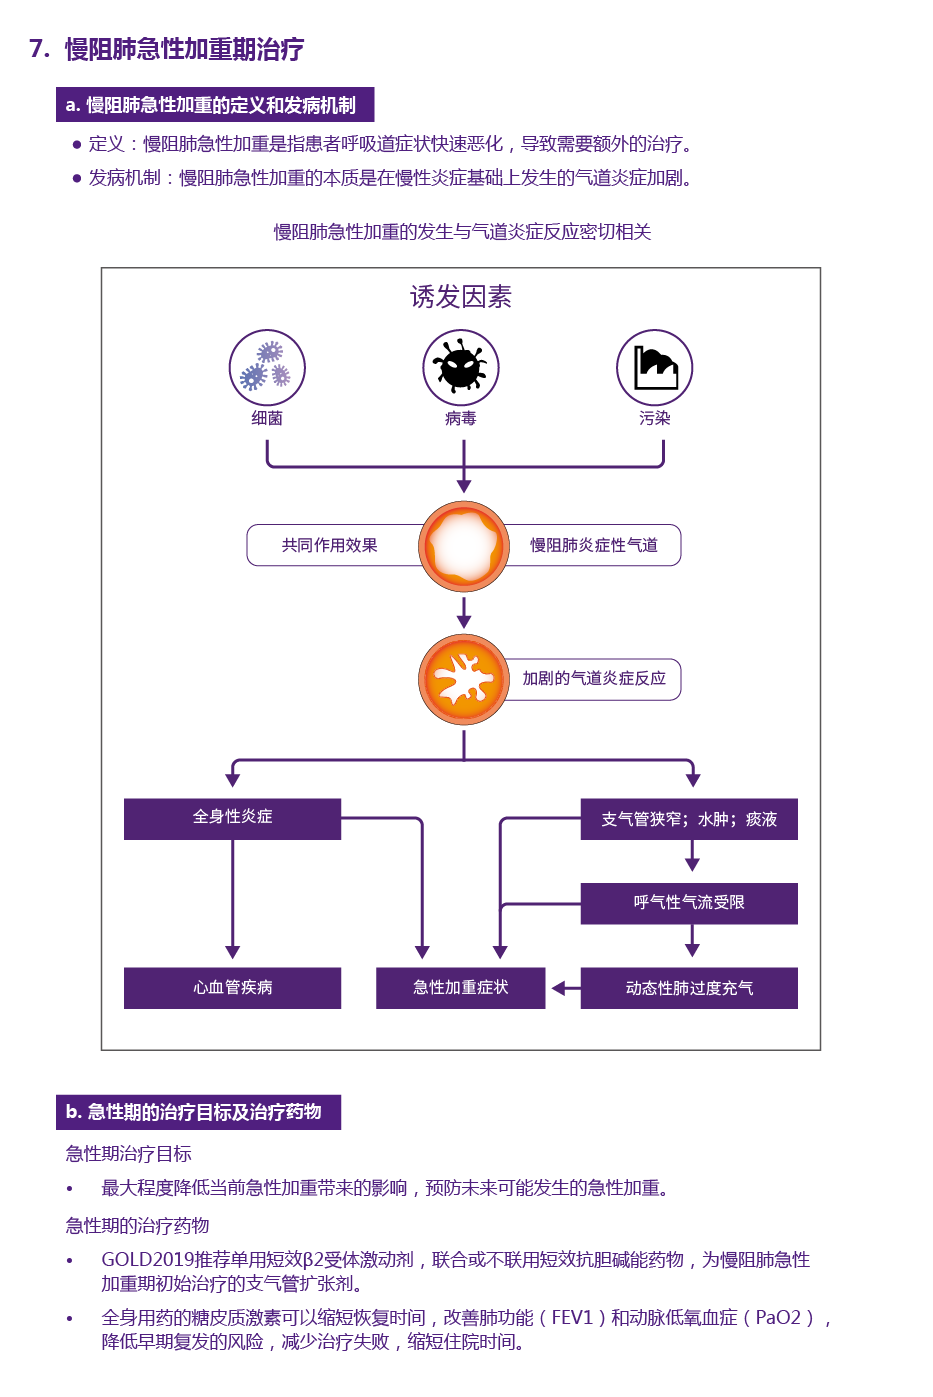 7. 慢阻肺急性加重期治疗
a. 慢阻肺急性加重的定义和发病机制
● 定义：慢阻肺急性加重是指患者呼吸道症状快速恶化，导致需要额外的治疗。
● 发病机制：慢阻肺急性加重的本质是在慢性炎症基础上发生的气道炎症加剧。
慢阻肺急性加重的发生与气道炎症反应密切相关
诱发因素
细菌 病毒 污染
共同作用效果 慢阻肺炎症性气道
加剧的气道炎症反应
全身性炎症 支气管狭窄；水肿；痰液
呼气性气流受限
心血管疾病 急性加重症状 动态性肺过度充气
b. 急性期的治疗目标及治疗药物
急性期治疗目标
• 最大程度降低当前急性加重带来的影响，预防未来可能发生的急性加重。
急性期的治疗药物
• GOLD2019推荐单用短效β2受体激动剂，联合或不联用短效抗胆碱能药物，为慢阻肺急性
加重期初始治疗的支气管扩张剂。
• 全身用药的糖皮质激素可以缩短恢复时间，改善肺功能（FEV1）和动脉低氧血症（PaO2），
降低早期复发的风险，减少治疗失败，缩短住院时间。